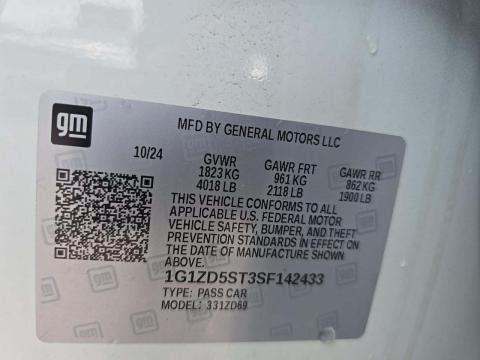 gm
MFD BY GENERAL MOTORS LLC
10/24 GVWR GAWR FRT GAWR RR
1823 KG 961 KG 862 KG
4018 LB 2118 LB 1900 LB
THIS VEHICLE CONFORMS TO ALL
APPLICABLE U.S. FEDERAL MOTOR
VEHICLE SAFETY, BUMPER, AND THEFT
PREVENTION STANDARDS IN EFFECT ON
THE DATE OF MANUFACTURE SHOWN
ABOVE.
1G1ZD5ST3SF142433
TYPE: PASS CAR
MODEL: 331ZD69